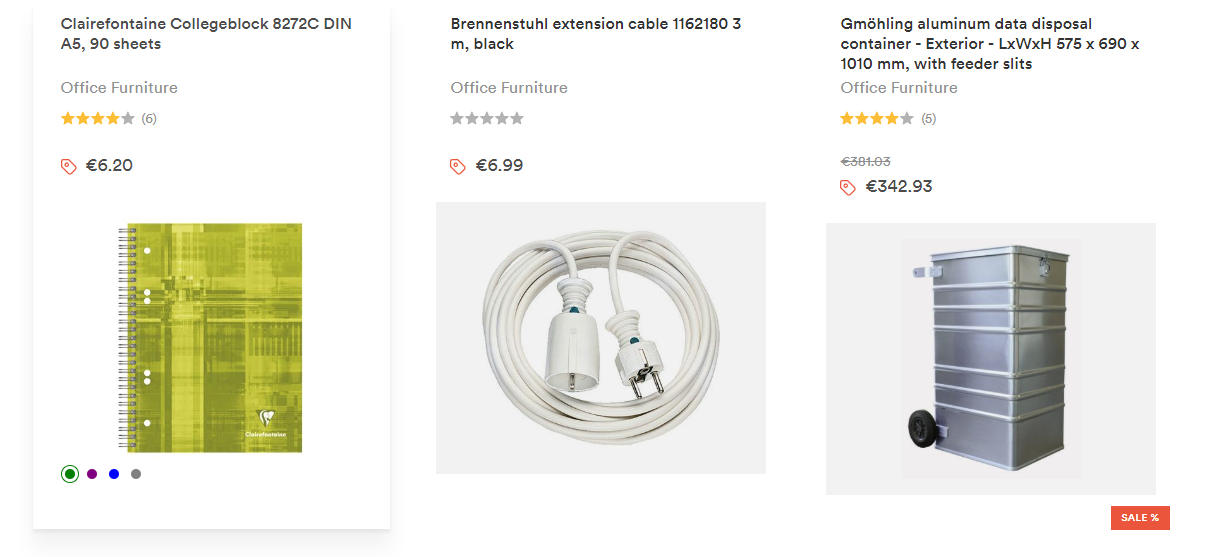 Clairefontaine Collegeblock 8272C DIN
A5, 90 sheets
Office Furniture
(6)
€6.20
Clairefontaine
Brennenstuhl extension cable 1162180 3
m, black
Office Furniture
€6.99
Gmöhling aluminum data disposal
container - Exterior - LxWxH 575 x 690 x
1010 mm, with feeder slits
Office Furniture
(5)
€381.03
€342.93
SALE %